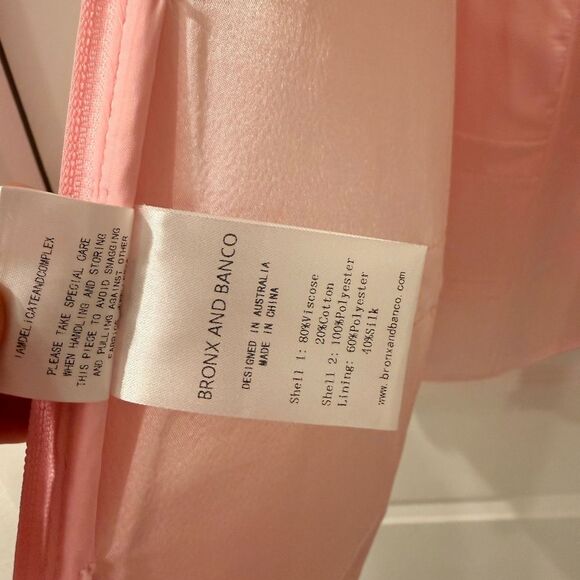 IAMDELICATEANDCOMPLEX
PLEASE TAKE SPECIAL CARE
WHEN HANDLING AND STORING
THIS PIECE TO AVOID SNAGGING
AND PULLING AGAINST OTHER
BRONX AND BANCO
DESIGNED IN AUSTRALIA
MADE IN CHINA
Shell 1: 80%Viscose
20%Cotton
Shell 2: 100%Polyester
Lining: 60%Polyester
40%Silk
www.bronxandbanco.com